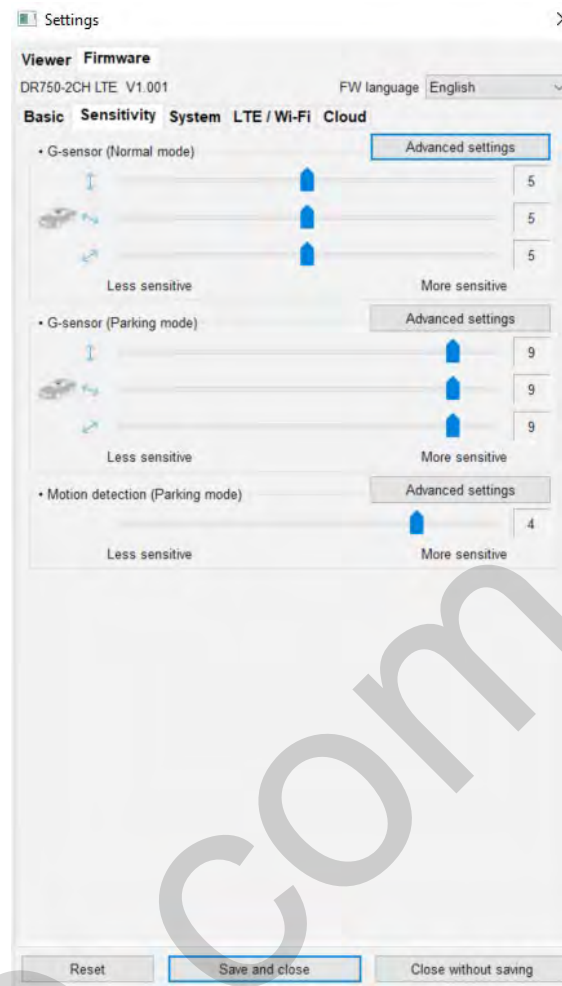 Settings
Viewer Firmware
DR750-2CH LTE V1.001 FW language English
Basic Sensitivity System LTE / Wi-Fi Cloud
• G-sensor (Normal mode) Advanced settings
5
5
5
Less sensitive More sensitive
• G-sensor (Parking mode) Advanced settings
9
9
9
Less sensitive More sensitive
• Motion detection (Parking mode) Advanced settings
4
Less sensitive More sensitive
com
Reset Save and close Close without saving